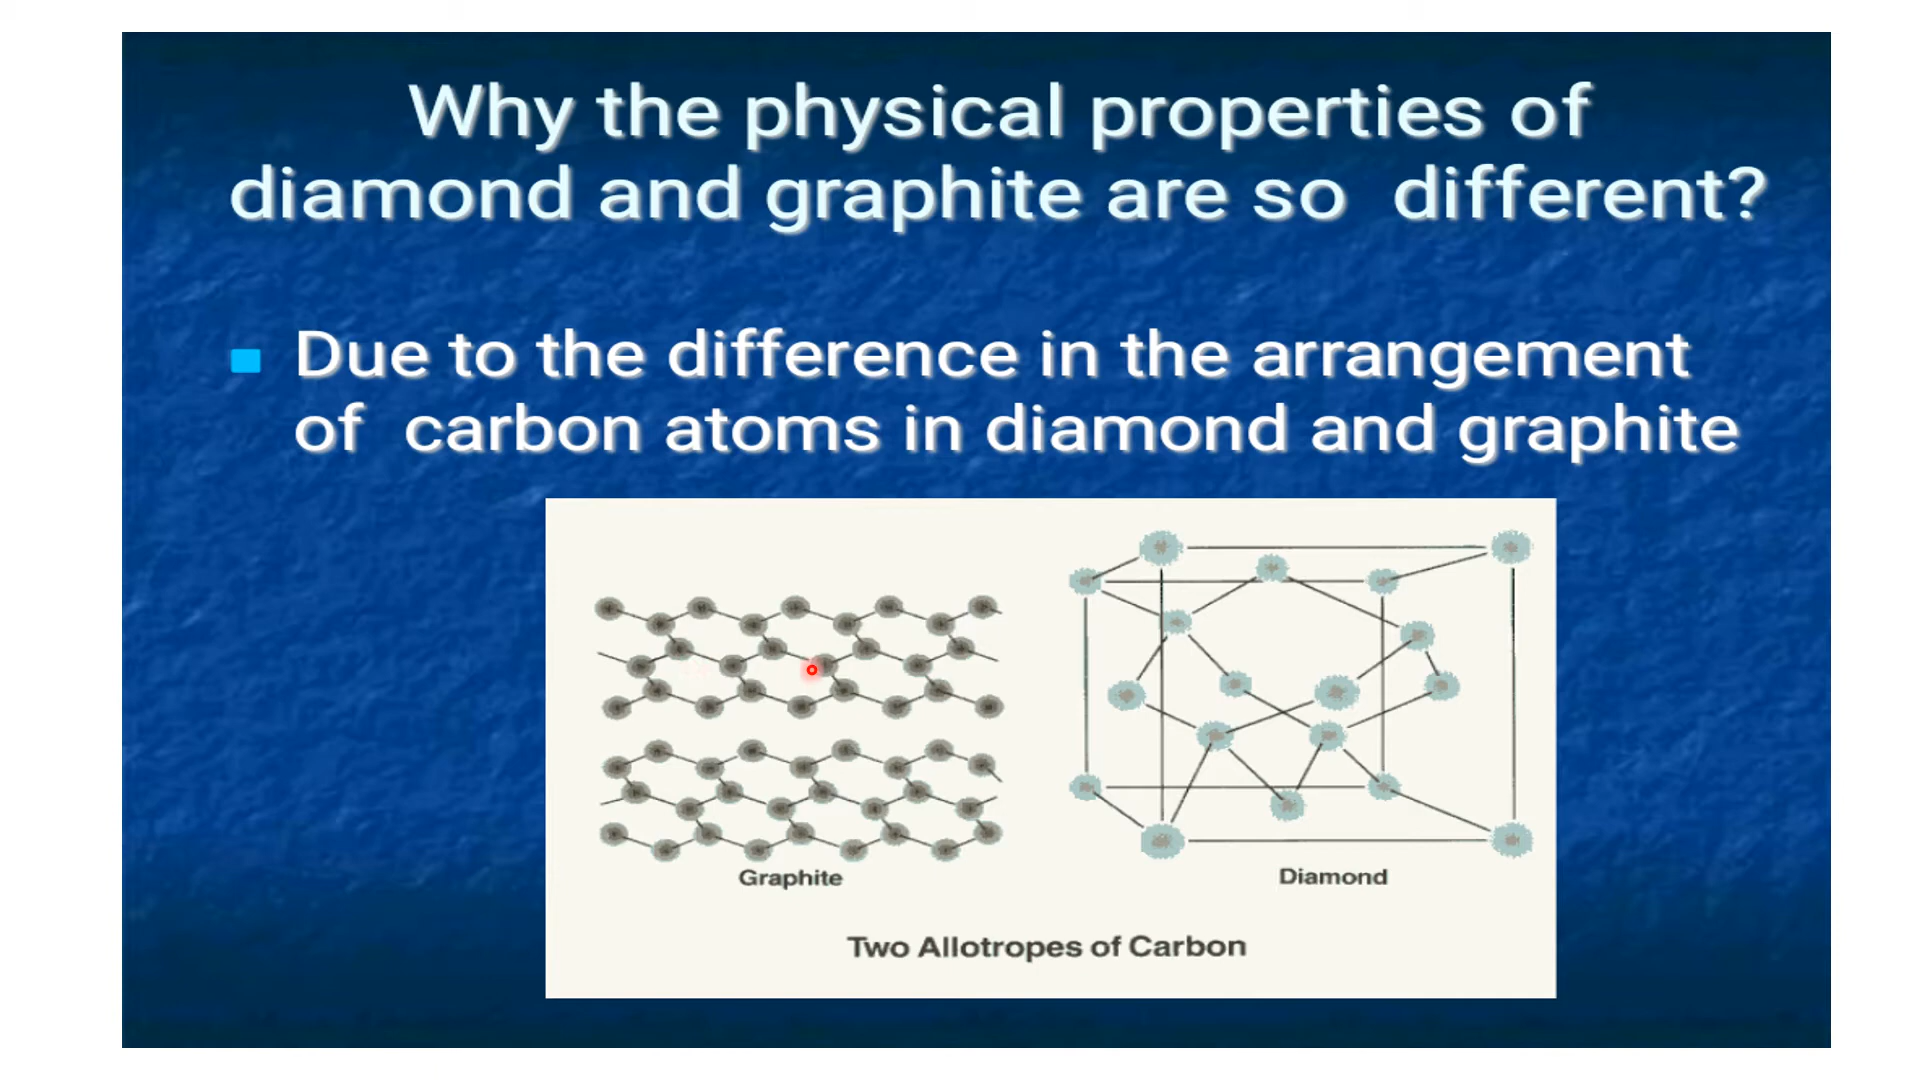 Why the physical properties of
diamond and graphite are so different?
Due to the difference in the arrangement
of carbon atoms in diamond and graphite
Graphite
Diamond
Two Allotropes of Carbon